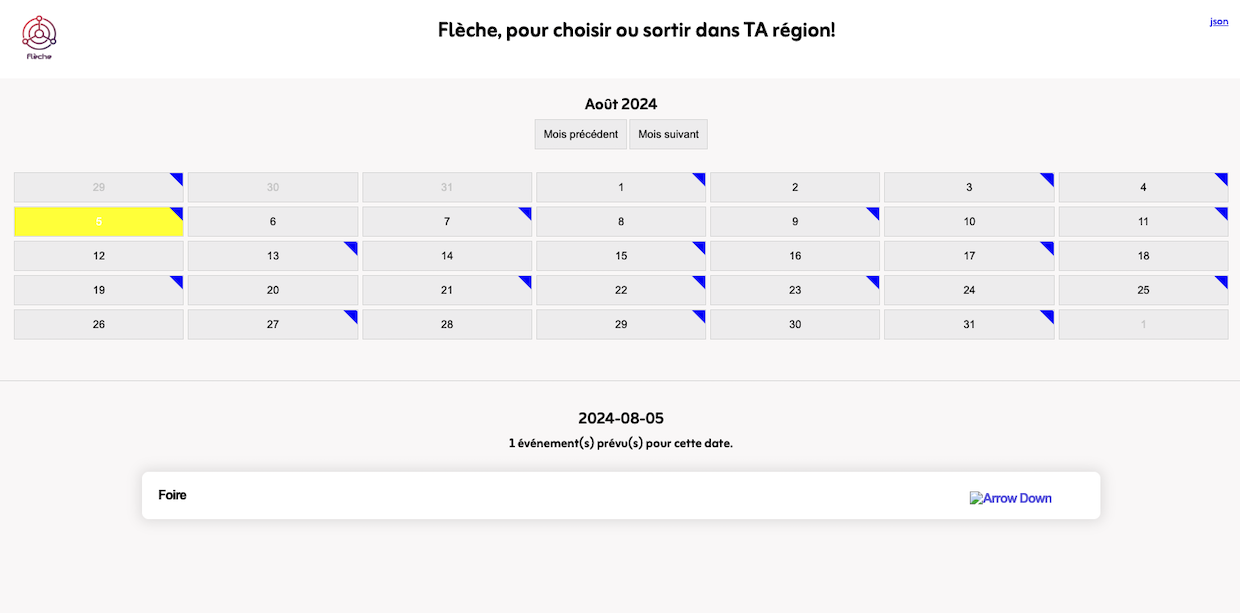 Flèche
Flèche, pour choisir ou sortir dans TA région!
json
Août 2024
Mois précédent Mois suivant
29 30 31 1 2 3 4
5 6 7 8 9 10 11
12 13 14 15 16 17 18
19 20 21 22 23 24 25
26 27 28 29 30 31 1
2024-08-05
1 événement(s) prévu(s) pour cette date.
Foire Arrow Down